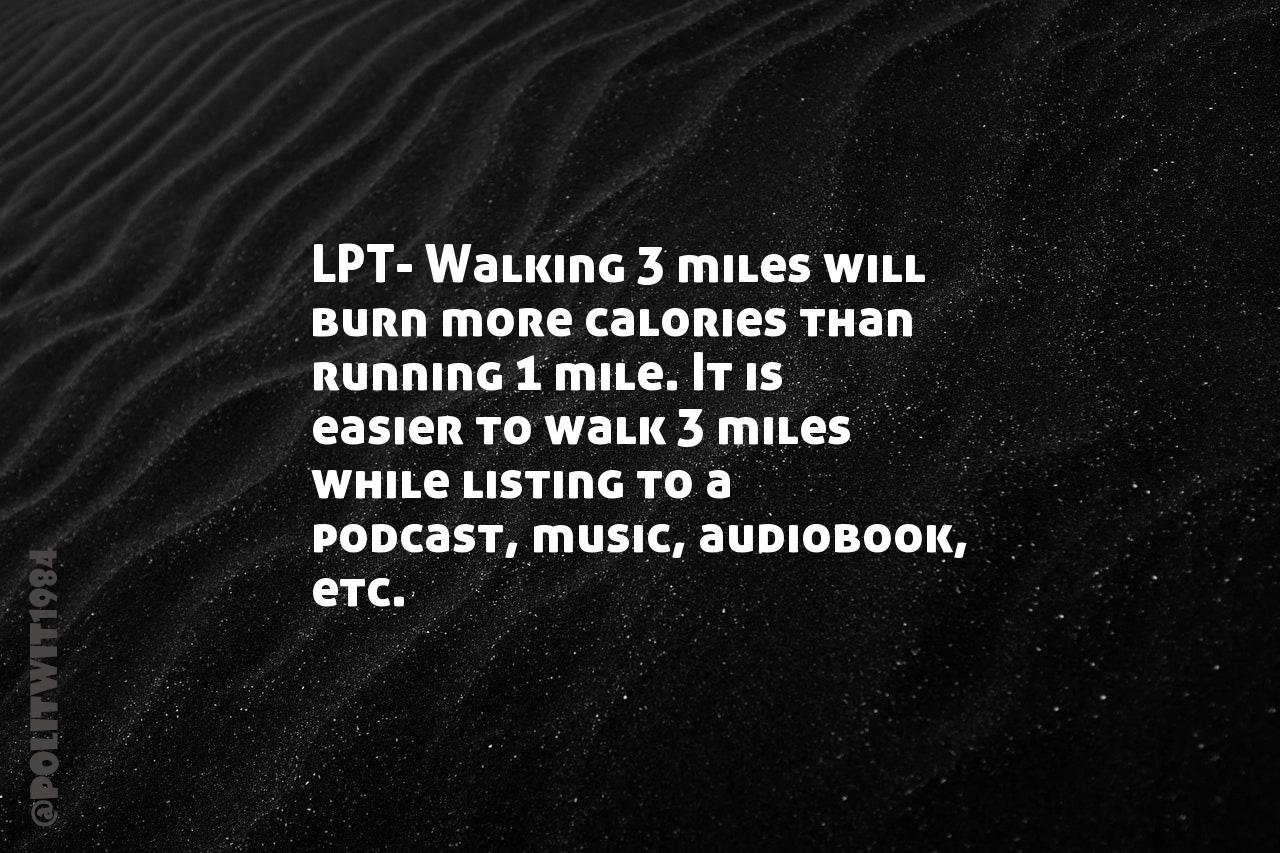 LPT- Walking 3 miles will
burn more calories than
running 1 mile. It is
easier to walk 3 miles
while listing to a
podcast, music, audiobook,
etc.
@POLITWIT1984